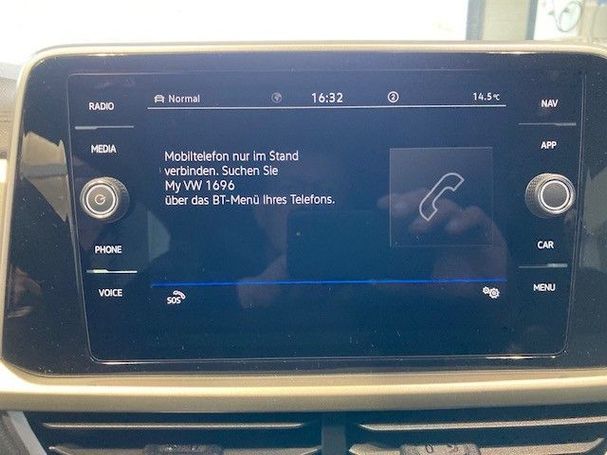 RADIO
MEDIA
PHONE
VOICE
Normal 16:32 2 14.5°C
Mobiltelefon nur im Stand
verbinden. Suchen Sie
My VW 1696
über das BT-Menü Ihres Telefons.
SOS
NAV
APP
CAR
MENU
0